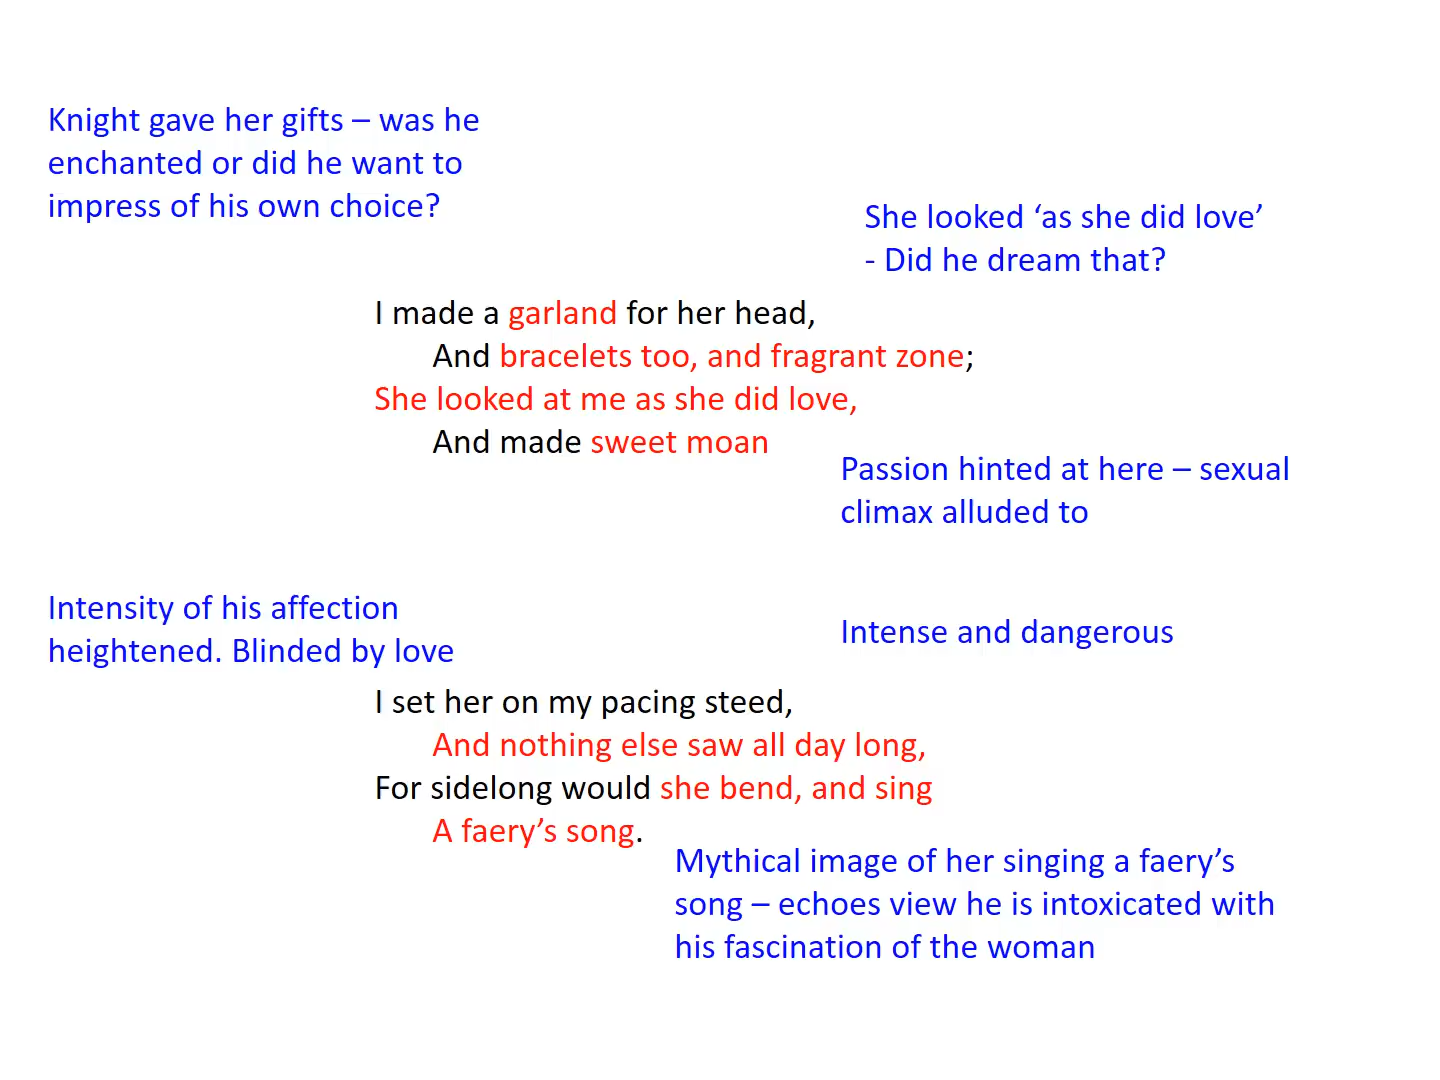 Knight gave her gifts – was he
enchanted or did he want to
impress of his own choice?
She looked ‘as she did love’
- Did he dream that?
I made a garland for her head,
And bracelets too, and fragrant zone;
She looked at me as she did love,
And made sweet moan
Passion hinted at here – sexual
climax alluded to
Intensity of his affection
heightened. Blinded by love
Intense and dangerous
I set her on my pacing steed,
And nothing else saw all day long,
For sidelong would she bend, and sing
A faery’s song.
Mythical image of her singing a faery’s
song – echoes view he is intoxicated with
his fascination of the woman